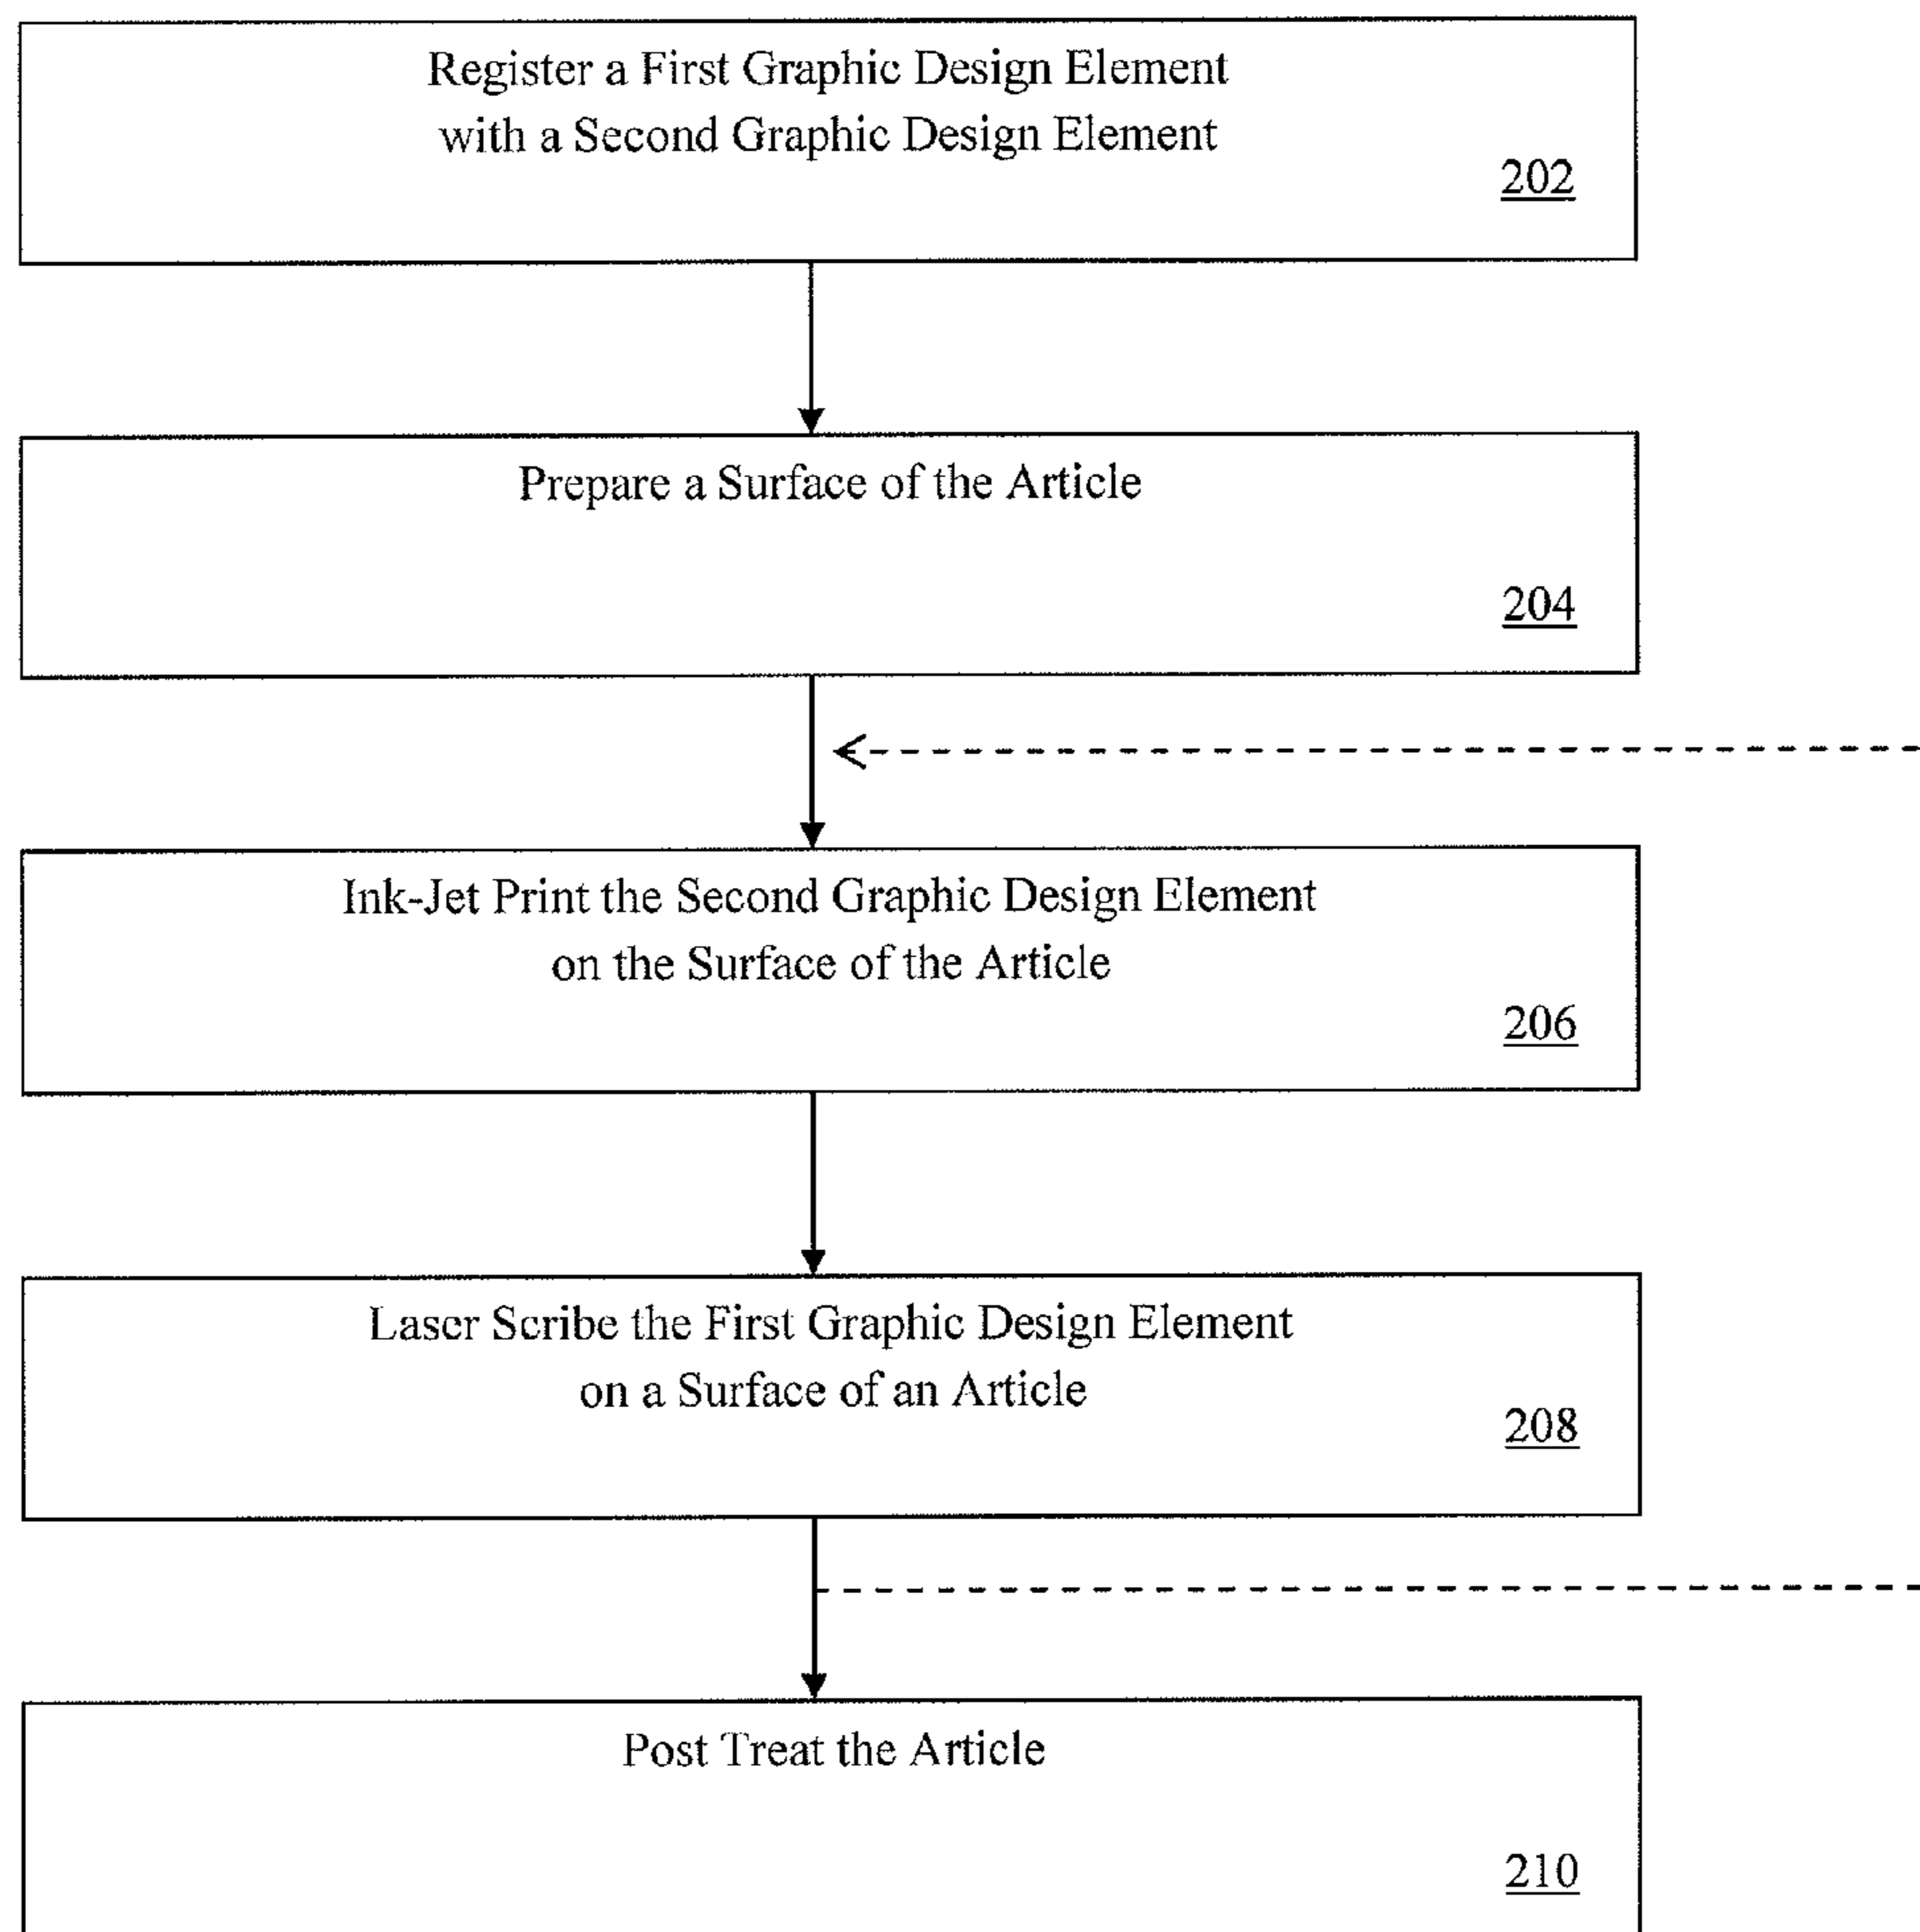 Register a First Graphic Design Element
with a Second Graphic Design Element
202
Prepare a Surface of the Article
204
Ink-Jet Print the Second Graphic Design Element
on the Surface of the Article
206
Laser Scribe the First Graphic Design Element
on a Surface of an Article
208
Post Treat the Article
210